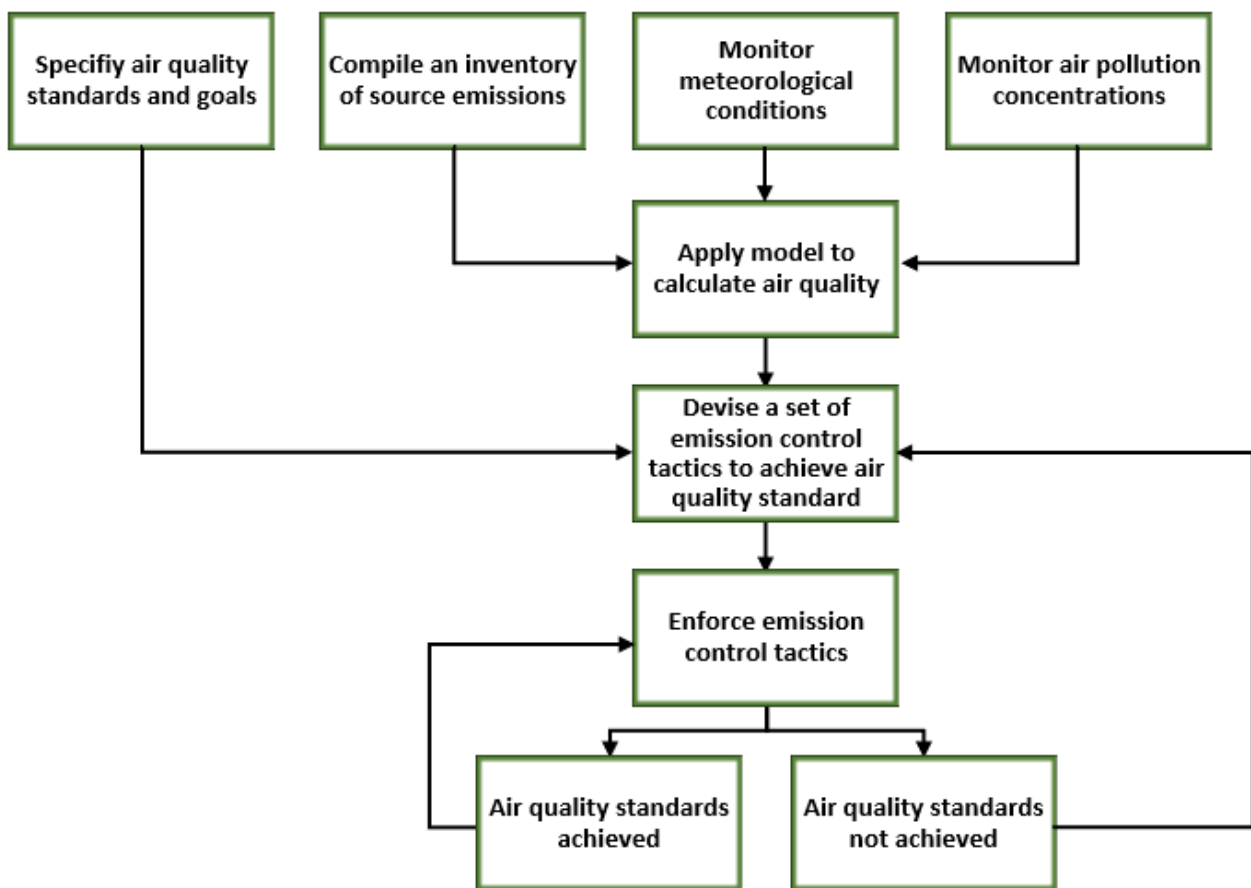 Specifiy air quality
standards and goals
Compile an inventory
of source emissions
Monitor
meteorological
conditions
Monitor air pollution
concentrations
Apply model to
calculate air quality
Devise a set of
emission control
tactics to achieve air
quality standard
Enforce emission
control tactics
Air quality standards
achieved
Air quality standards
not achieved